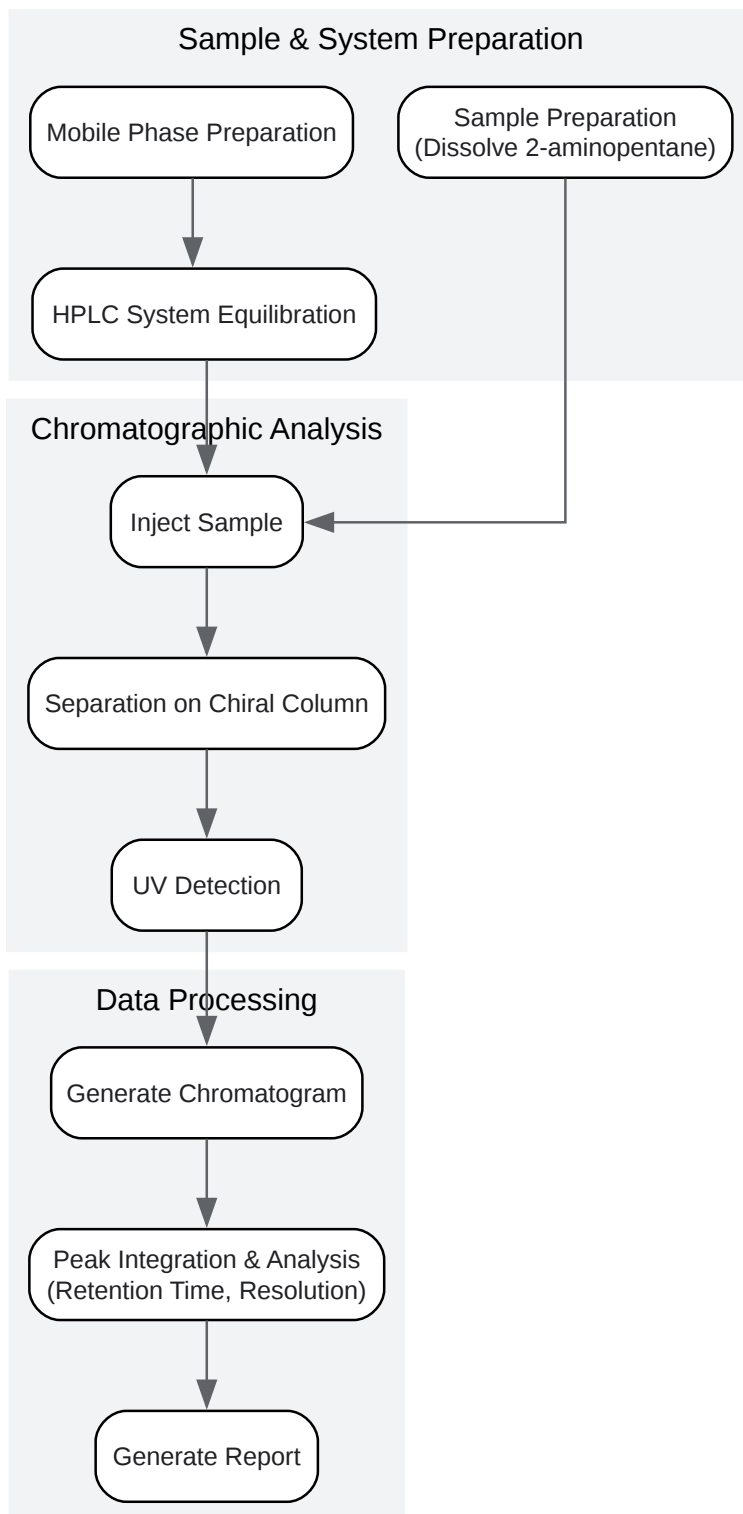 Sample & System Preparation
Mobile Phase Preparation
Sample Preparation
(Dissolve 2-aminopentane)
HPLC System Equilibration
Chromatographic Analysis
Inject Sample
Separation on Chiral Column
UV Detection
Data Processing
Generate Chromatogram
Peak Integration & Analysis
(Retention Time, Resolution)
Generate Report